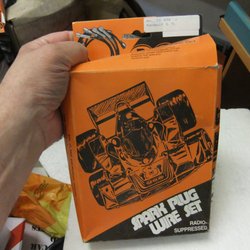 SPARK PLUG
WIRE SET
RADIO-
SUPPRESSED